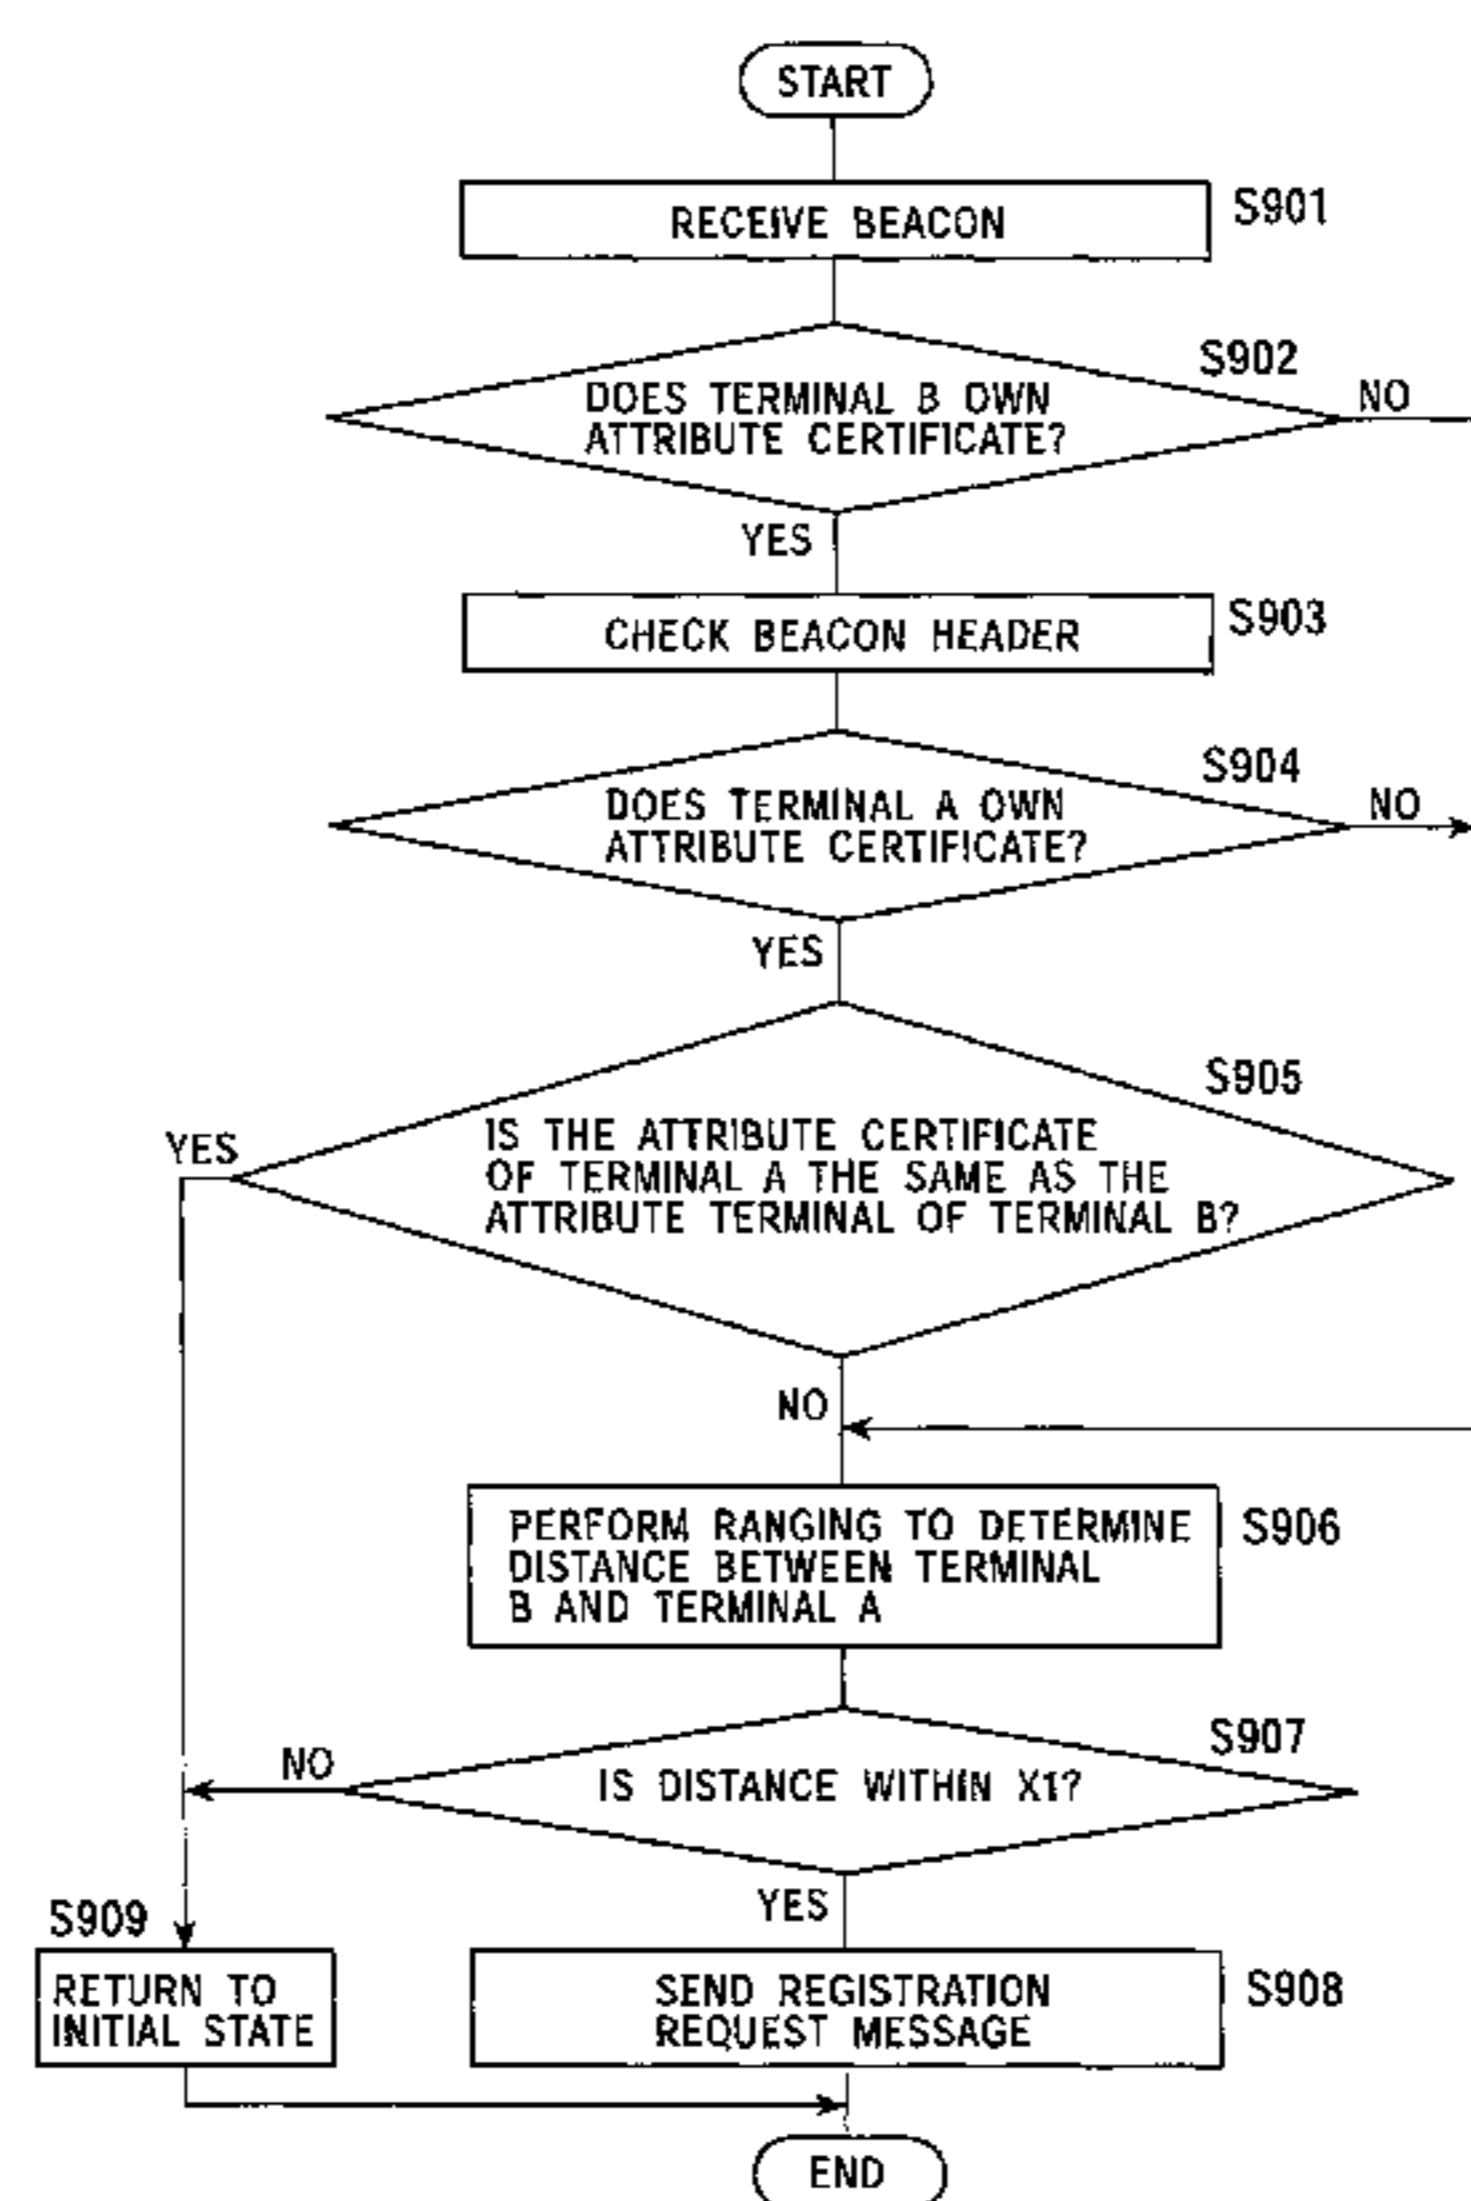 START
RECEIVE BEACON
S901
S902
DOES TERMINAL B OWN
ATTRIBUTE CERTIFICATE?
NO
YES
CHECK BEACON HEADER
S903
S904
DOES TERMINAL A OWN
ATTRIBUTE CERTIFICATE?
NO
YES
S905
IS THE ATTRIBUTE CERTIFICATE
OF TERMINAL A THE SAME AS THE
ATTRIBUTE TERMINAL OF TERMINAL B?
YES
NO
PERFORM RANGING TO DETERMINE
DISTANCE BETWEEN TERMINAL
B AND TERMINAL A
S906
S907
IS DISTANCE WITHIN X1?
NO
YES
S909
RETURN TO
INITIAL STATE
SEND REGISTRATION
REQUEST MESSAGE
S908
END